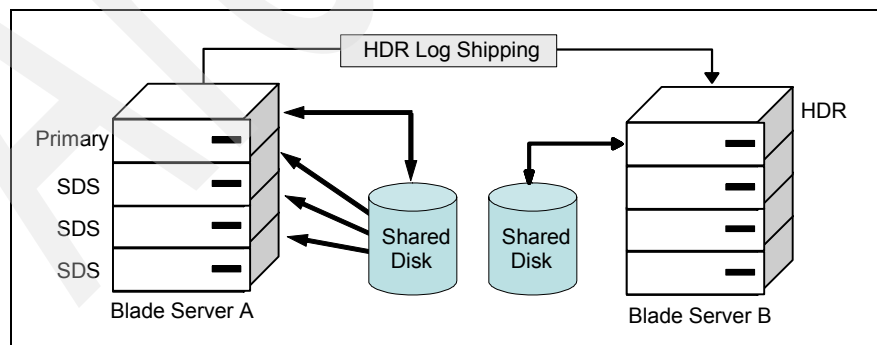 HDR Log Shipping
HDR
Primary
SDS
SDS
SDS
Shared
Disk
Shared
Disk
Blade Server A
Blade Server B